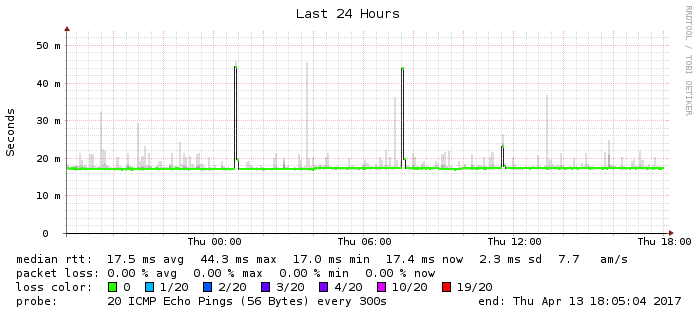 Last 24 Hours
RRDTOOL / TOBI OETIKER
Seconds
50 m
40 m
30 m
20 m
10 m
0
Thu 00:00 Thu 06:00 Thu 12:00 Thu 18:00
median rtt: 17.5 ms avg 44.3 ms max 17.0 ms min 17.4 ms now 2.3 ms sd 7.7 am/s
packet loss: 0.00 % avg 0.00 % max 0.00 % min 0.00 % now
loss color: 0 1/20 2/20 3/20 4/20 10/20 19/20
probe: 20 ICMP Echo Pings (56 Bytes) every 300s end: Thu Apr 13 18:05:04 2017